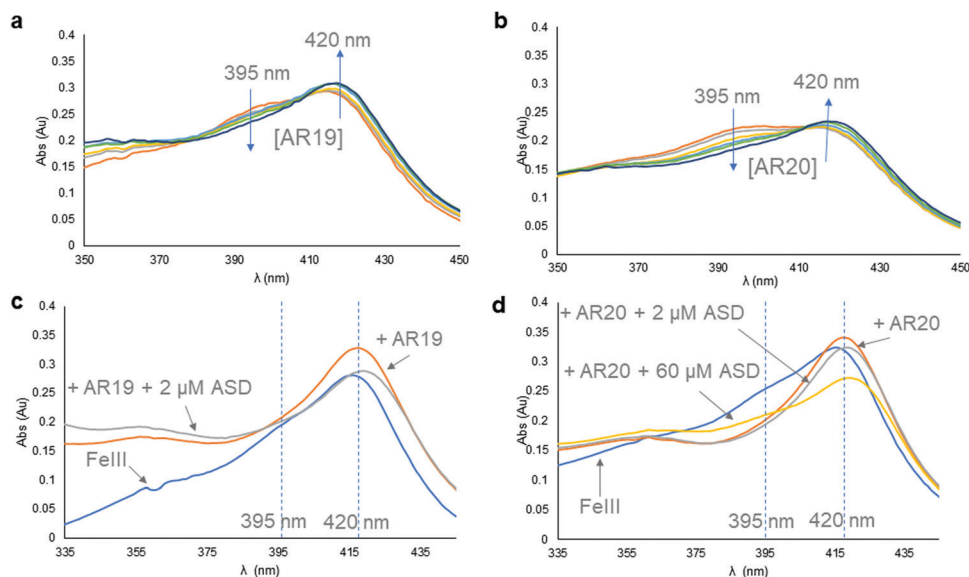 a
0.4
0.35
0.3
0.25
0.2
0.15
0.1
0.05
0
Abs (Au)
395 nm
420 nm
[AR19]
350 370 390 410 430 450
λ (nm)
b
0.4
0.35
0.3
0.25
0.2
0.15
0.1
0.05
0
Abs (Au)
395 nm
420 nm
[AR20]
350 370 390 410 430 450
λ (nm)
c
0.4
0.35
0.3
0.25
0.2
0.15
0.1
0.05
0
Abs (Au)
+ AR19
+ AR19 + 2 µM ASD
FeIII
395 nm 420 nm
335 355 375 395 415 435
λ (nm)
d
0.4
0.35
0.3
0.25
0.2
0.15
0.1
0.05
0
Abs (Au)
+ AR20 + 2 µM ASD
+ AR20
+ AR20 + 60 µM ASD
FeIII
395 nm 420 nm
335 355 375 395 415 435
λ (nm)